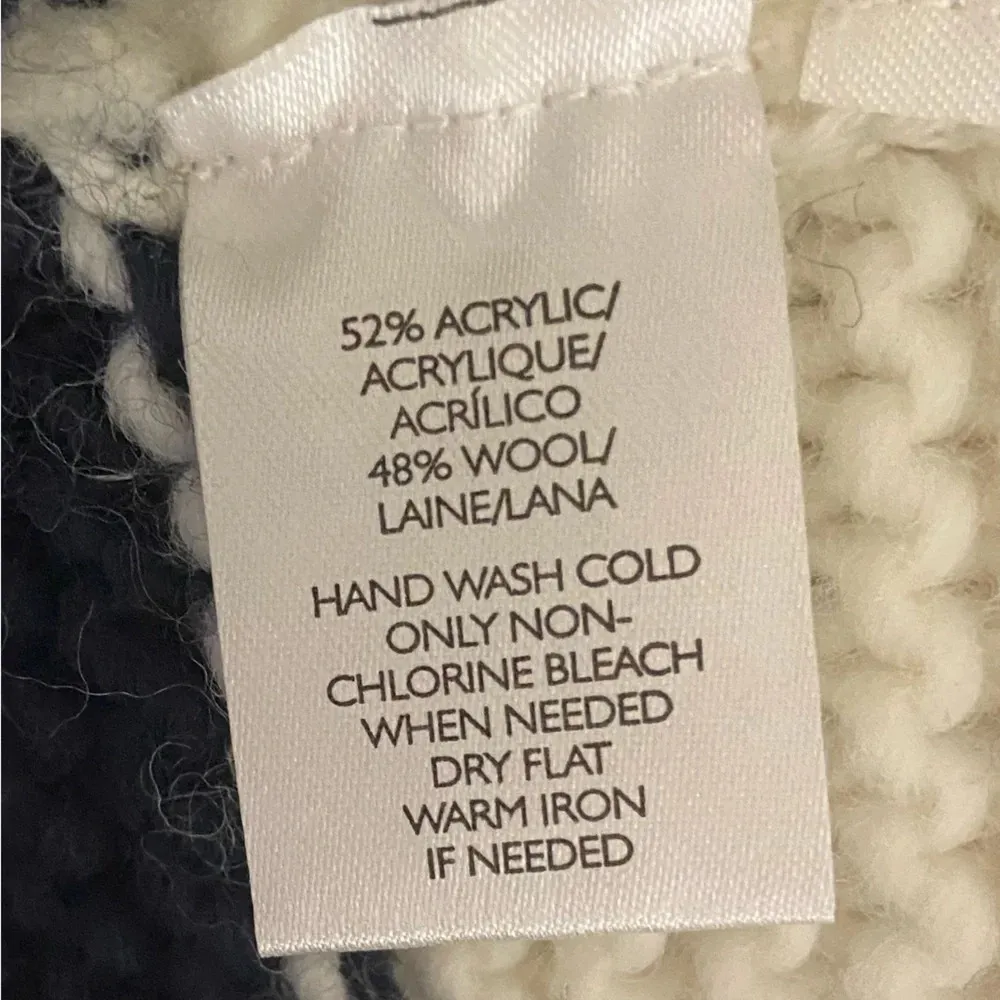 52% ACRYLIC/
ACRYLIQUE/
ACRÍLICO
48% WOOL/
LAINE/LANA
HAND WASH COLD
ONLY NON-
CHLORINE BLEACH
WHEN NEEDED
DRY FLAT
WARM IRON
IF NEEDED